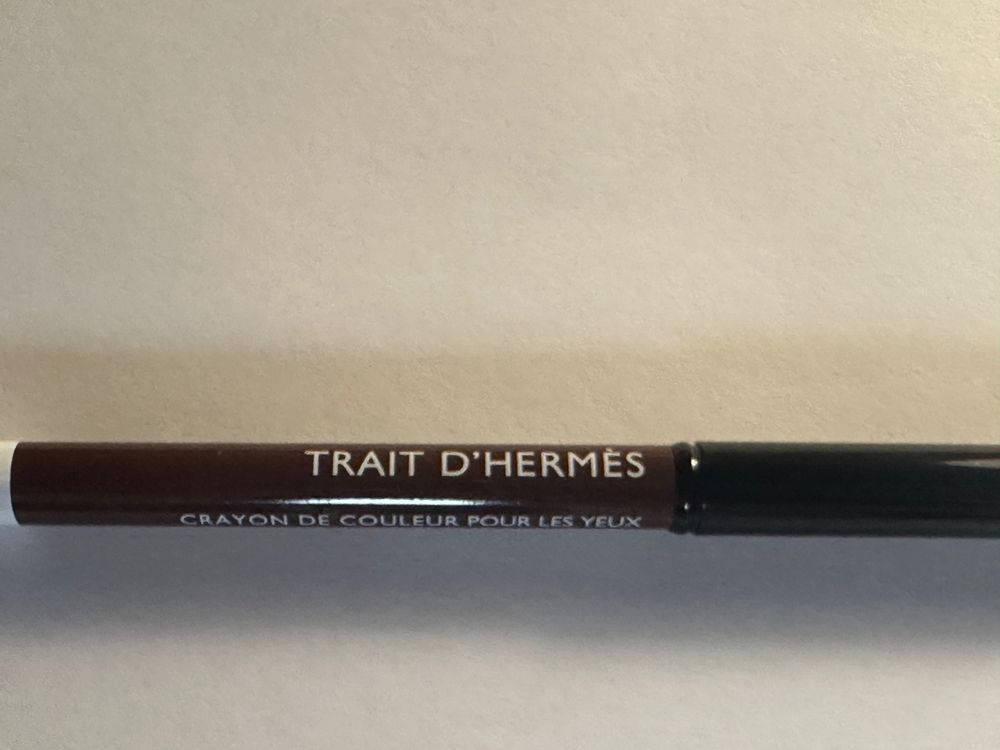 TRAIT D'HERMÈS
CRAYON DE COULEUR POUR LES YEUX